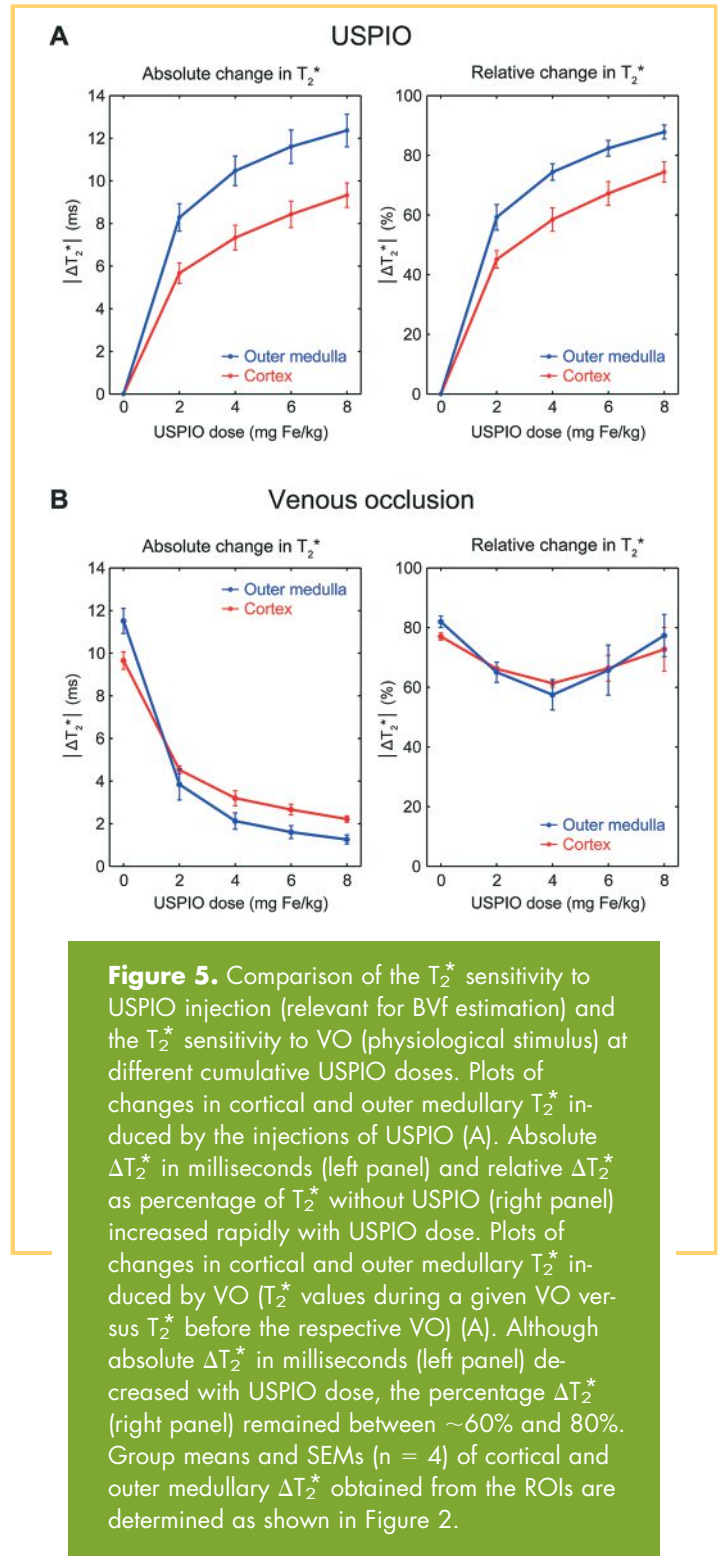 A
USPIO
Absolute change in T2*
14
12
10
8
6
4
2
0
|ΔT2*| (ms)
Outer medulla
Cortex
0 2 4 6 8
USPIO dose (mg Fe/kg)
Relative change in T2*
100
80
60
40
20
0
|ΔT2*| (%)
Outer medulla
Cortex
0 2 4 6 8
USPIO dose (mg Fe/kg)
B
Venous occlusion
Absolute change in T2*
14
12
10
8
6
4
2
0
|ΔT2*| (ms)
Outer medulla
Cortex
0 2 4 6 8
USPIO dose (mg Fe/kg)
Relative change in T2*
100
80
60
40
20
0
|ΔT2*| (%)
Outer medulla
Cortex
0 2 4 6 8
USPIO dose (mg Fe/kg)
Figure 5. Comparison of the T2* sensitivity to
USPIO injection (relevant for BVf estimation) and
the T2* sensitivity to VO (physiological stimulus) at
different cumulative USPIO doses. Plots of
changes in cortical and outer medullary T2* in-
duced by the injections of USPIO (A). Absolute
ΔT2* in milliseconds (left panel) and relative ΔT2*
as percentage of T2* without USPIO (right panel)
increased rapidly with USPIO dose. Plots of
changes in cortical and outer medullary T2* in-
duced by VO (T2* values during a given VO ver-
sus T2* before the respective VO) (A). Although
absolute ΔT2* in milliseconds (left panel) de-
creased with USPIO dose, the percentage ΔT2*
(right panel) remained between ~60% and 80%.
Group means and SEMs (n = 4) of cortical and
outer medullary ΔT2* obtained from the ROIs are
determined as shown in Figure 2.